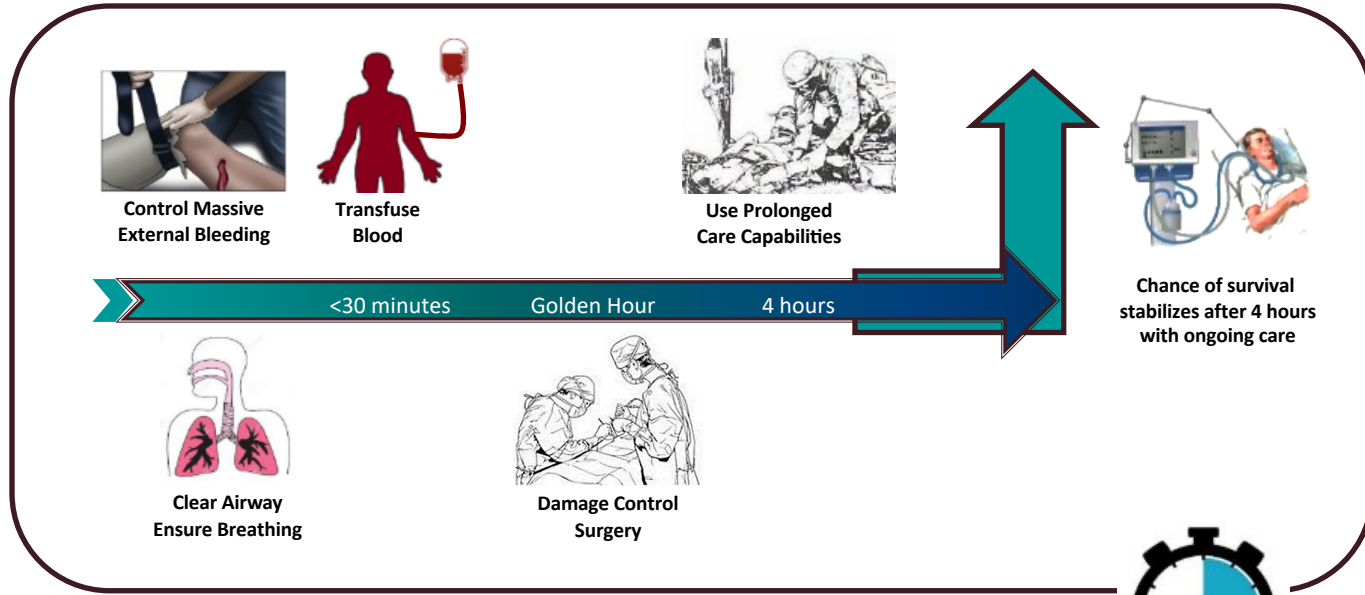 Control Massive
External Bleeding
Transfuse
Blood
Use Prolonged
Care Capabilities
<30 minutes
Golden Hour
4 hours
Chance of survival
stabilizes after 4 hours
with ongoing care
Clear Airway
Ensure Breathing
Damage Control
Surgery